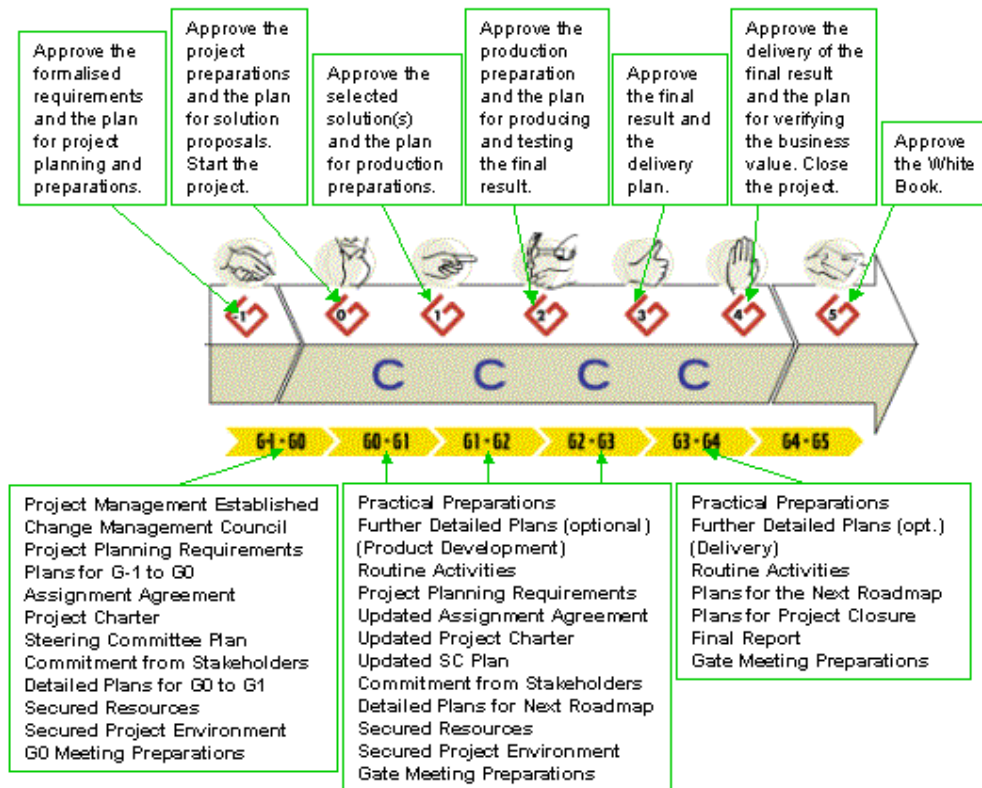 Approve the
formalised
requirements
and the plan
for project
planning and
preparations.
Approve the
project
preparations
and the plan
for solution
proposals.
Start the
project.
Approve the
selected
solution(s)
and the plan
for production
preparations.
Approve the
production
preparation
and the plan
for producing
and testing
the final
result.
Approve
the final
result and
the
delivery
plan.
Approve the
delivery of the
final result
and the plan
for verifying
the business
value. Close
the project.
Approve
the White
Book.
-1
0
1
2
3
4
5
C C C C
G-1 - G0
G0 - G1
G1 - G2
G2 - G3
G3 - G4
G4 - G5
Project Management Established
Change Management Council
Project Planning Requirements
Plans for G-1 to G0
Assignment Agreement
Project Charter
Steering Committee Plan
Commitment from Stakeholders
Detailed Plans for G0 to G1
Secured Resources
Secured Project Environment
G0 Meeting Preparations
Practical Preparations
Further Detailed Plans (optional)
(Product Development)
Routine Activities
Project Planning Requirements
Updated Assignment Agreement
Updated Project Charter
Updated SC Plan
Commitment from Stakeholders
Detailed Plans for Next Roadmap
Secured Resources
Secured Project Environment
Gate Meeting Preparations
Practical Preparations
Further Detailed Plans (opt.)
(Delivery)
Routine Activities
Plans for the Next Roadmap
Plans for Project Closure
Final Report
Gate Meeting Preparations